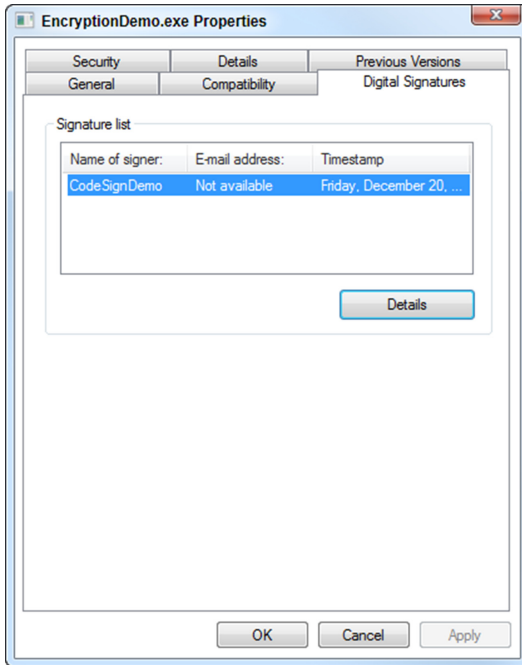 EncryptionDemo.exe Properties
Security Details Previous Versions
General Compatibility Digital Signatures
Signature list
Name of signer: E-mail address: Timestamp
CodeSignDemo Not available Friday, December 20, ...
Details
OK Cancel Apply